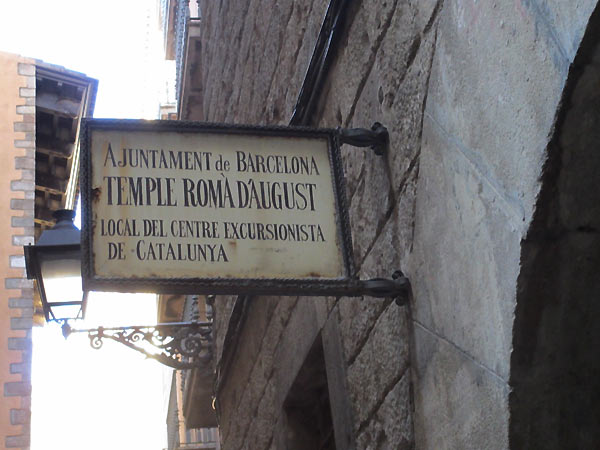 AJUNTAMENT de BARCELONA
TEMPLE ROMÀ D'AUGUST
LOCAL DEL CENTRE EXCURSIONISTA
DE CATALUNYA